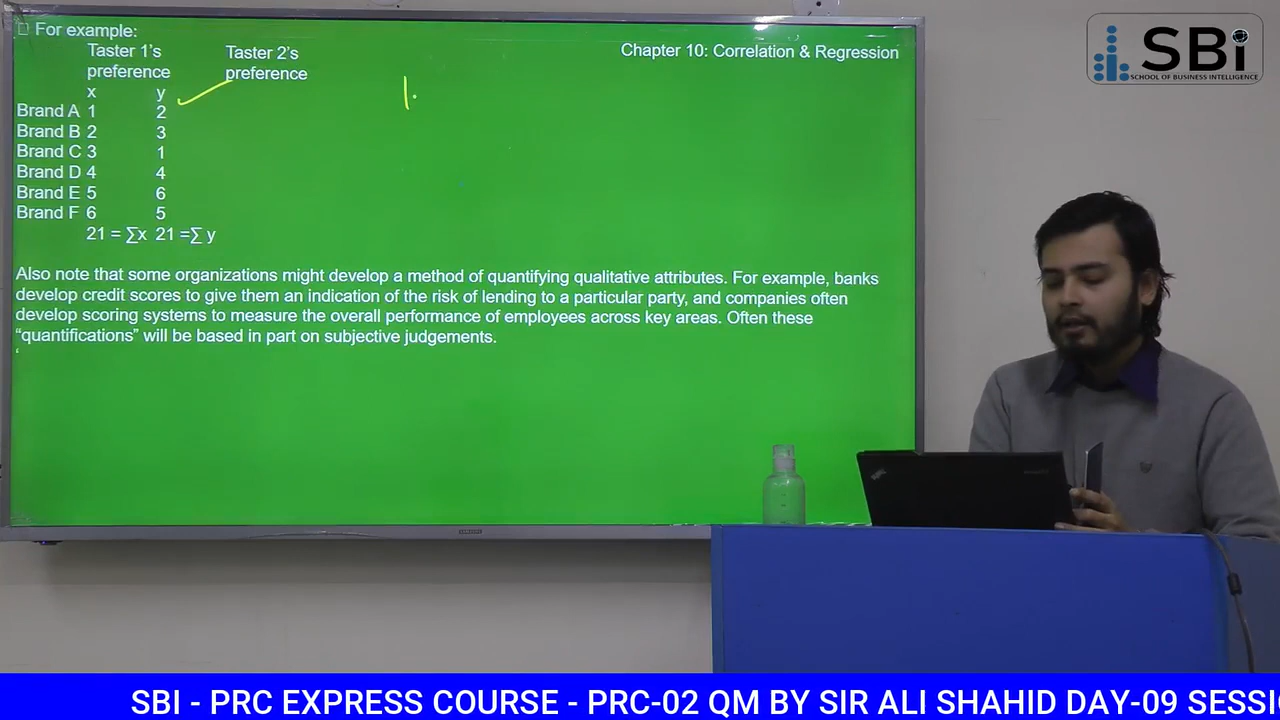 For example:
Taster 1's Taster 2's
preference preference
Chapter 10: Correlation & Regression
x y
Brand A 1 2
Brand B 2 3
Brand C 3 1
Brand D 4 4
Brand E 5 6
Brand F 6 5
21 = ∑x 21 =∑ y
Also note that some organizations might develop a method of quantifying qualitative attributes. For example, banks
develop credit scores to give them an indication of the risk of lending to a particular party, and companies often
develop scoring systems to measure the overall performance of employees across key areas. Often these
“quantifications” will be based in part on subjective judgements.
‘
1.
SBi
SCHOOL OF BUSINESS INTELLIGENCE
ThinkPad
SBI - PRC EXPRESS COURSE - PRC-02 QM BY SIR ALI SHAHID DAY-09 SESSI